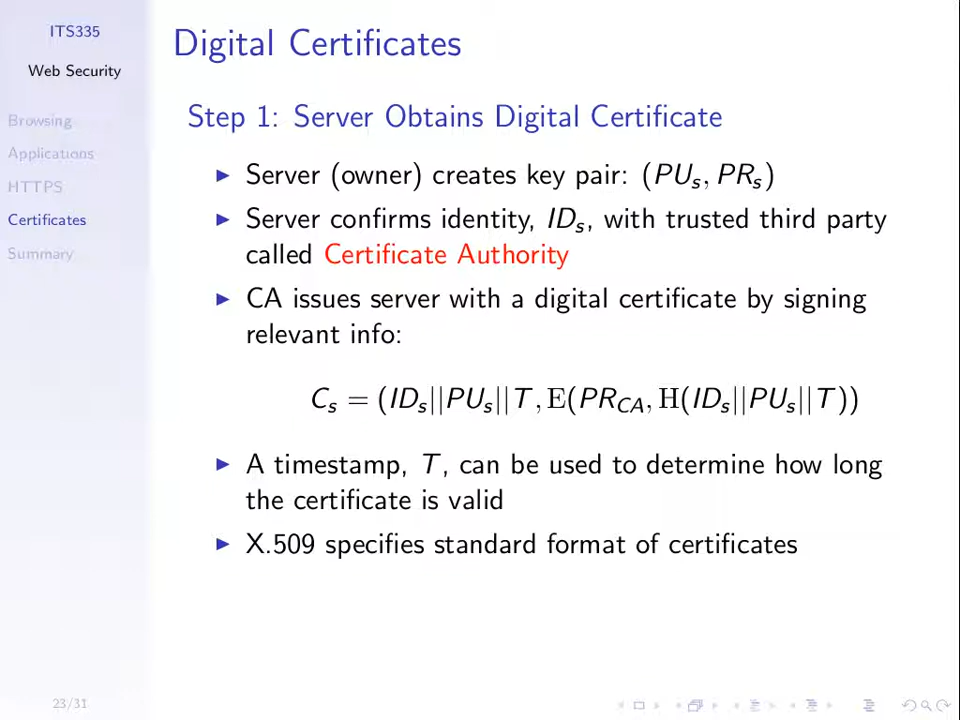 ITS335
Web Security
Browsing
Applications
HTTPS
Certificates
Summary
Digital Certificates
Step 1: Server Obtains Digital Certificate
▶ Server (owner) creates key pair: (PUₛ, PRₛ)
▶ Server confirms identity, IDₛ, with trusted third party
called Certificate Authority
▶ CA issues server with a digital certificate by signing
relevant info:
Cₛ = (IDₛ||PUₛ||T, E(PR_CA, H(IDₛ||PUₛ||T))
▶ A timestamp, T, can be used to determine how long
the certificate is valid
▶ X.509 specifies standard format of certificates
23/31